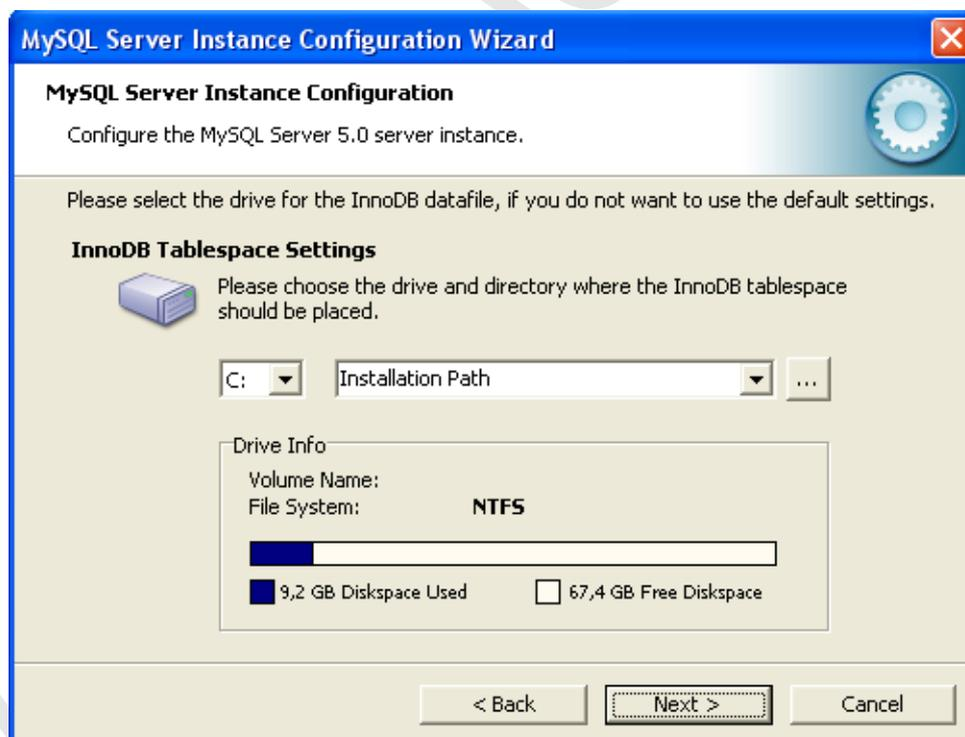 MySQL Server Instance Configuration Wizard
MySQL Server Instance Configuration
Configure the MySQL Server 5.0 server instance.
Please select the drive for the InnoDB datafile, if you do not want to use the default settings.
InnoDB Tablespace Settings
Please choose the drive and directory where the InnoDB tablespace
should be placed.
C: Installation Path ...
Drive Info
Volume Name:
File System: NTFS
9,2 GB Diskspace Used 67,4 GB Free Diskspace
< Back Next > Cancel